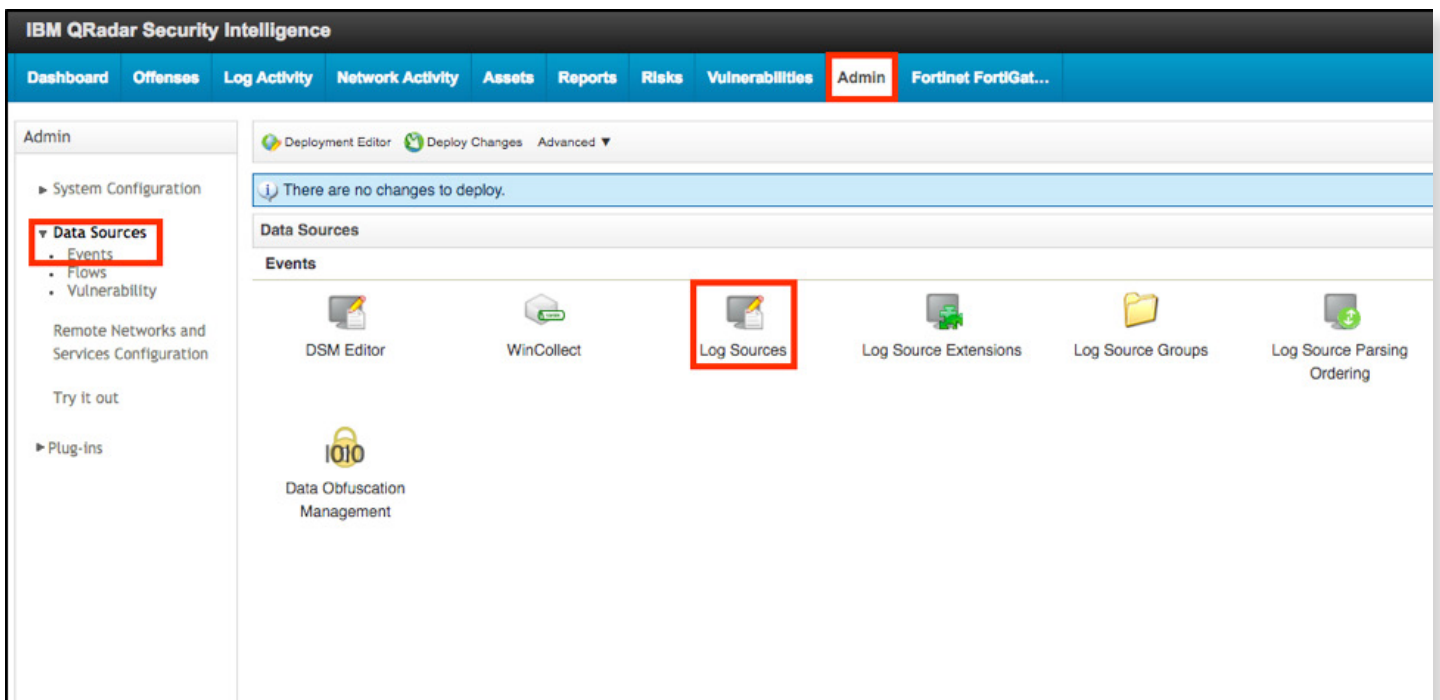 IBM QRadar Security Intelligence
Dashboard Offenses Log Activity Network Activity Assets Reports Risks Vulnerabilities Admin Fortinet FortiGat...
Admin
System Configuration
Data Sources
Events
Flows
Vulnerability
Remote Networks and
Services Configuration
Try it out
Plug-ins
Deployment Editor Deploy Changes Advanced
There are no changes to deploy.
Data Sources
Events
DSM Editor
WinCollect
Log Sources
Log Source Extensions
Log Source Groups
Log Source Parsing
Ordering
1010
Data Obfuscation
Management